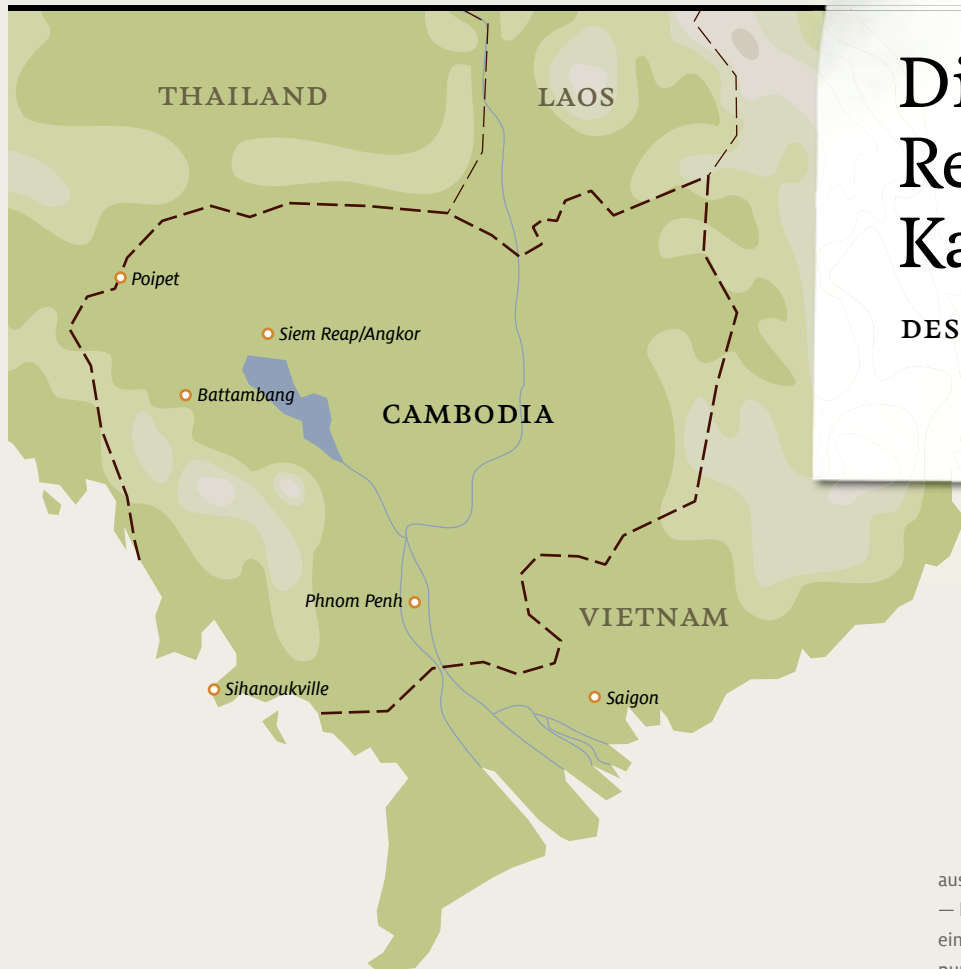 THAILAND
LAOS
Poipet
Siem Reap/Angkor
Battambang
CAMBODIA
Phnom Penh
VIETNAM
Sihanoukville
Saigon
Di
Re
Ka
DES
aus
—
ein